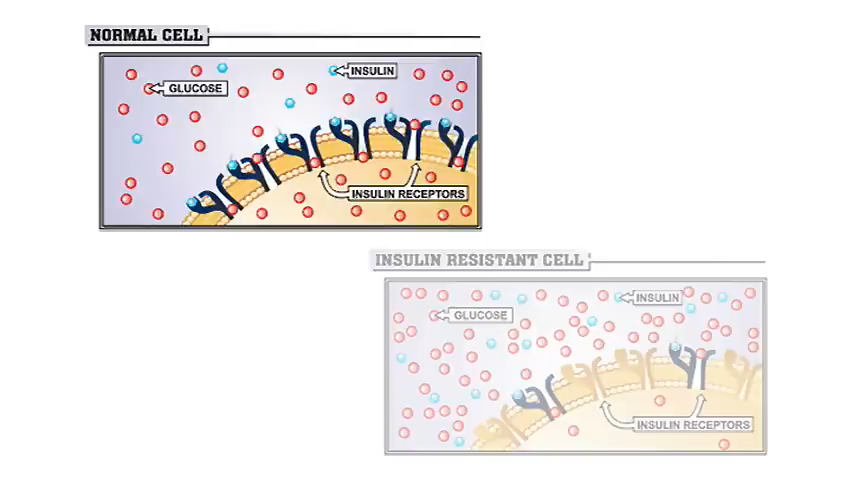 NORMAL CELL
INSULIN
GLUCOSE
INSULIN RECEPTORS
INSULIN RESISTANT CELL
INSULIN
GLUCOSE
INSULIN RECEPTORS